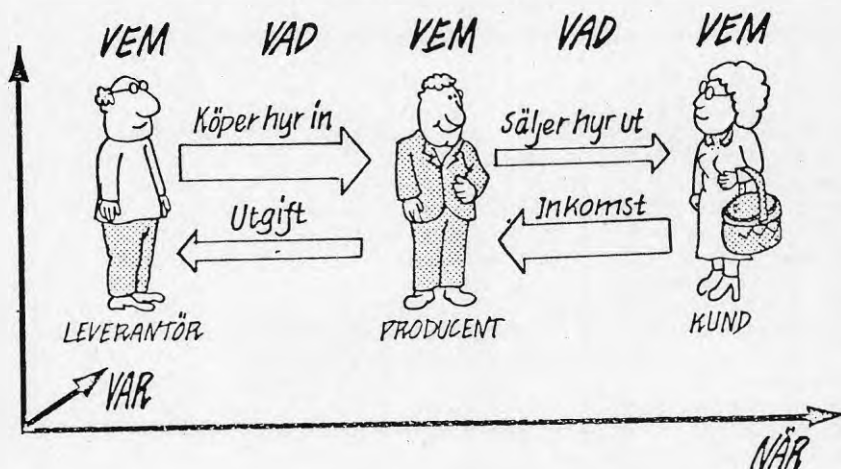 VEM VAD VEM VAD VEM
Köper hyr in
Säljer hyr ut
Utgift
Inkomst
LEVERANTÖR
PRODUCENT
KUND
VAR
NÄR